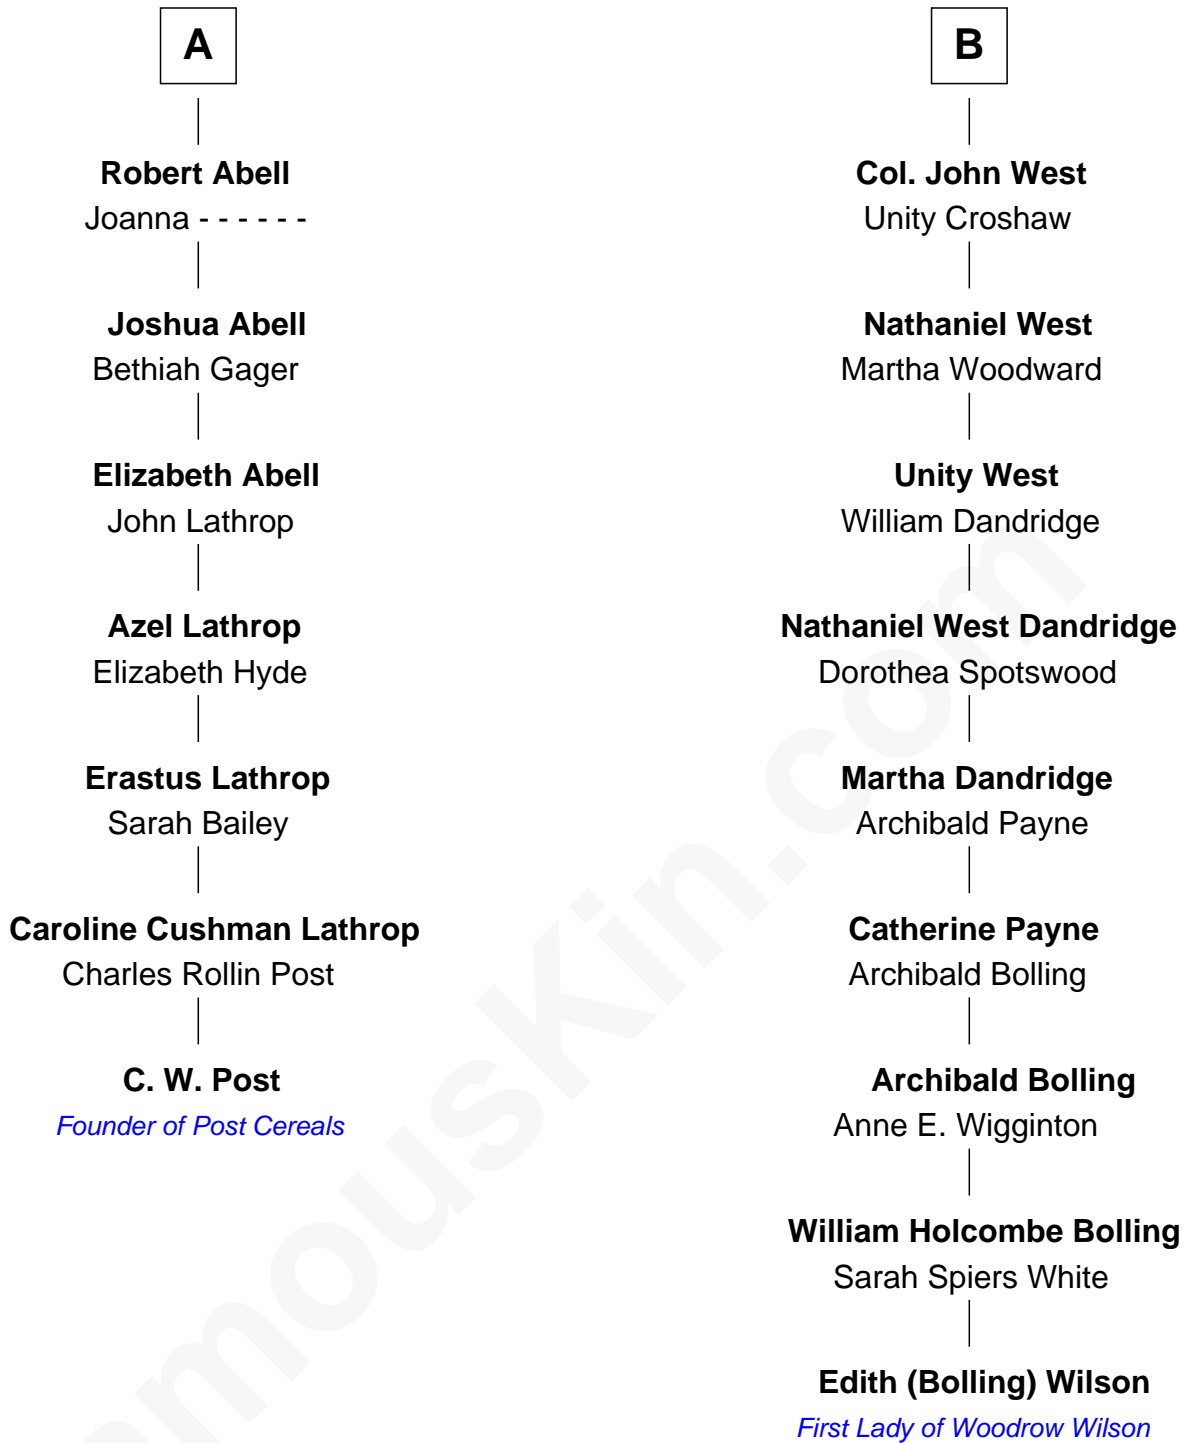 A
Robert Abell
Joanna - - - - - -
Joshua Abell
Bethiah Gager
Elizabeth Abell
John Lathrop
Azel Lathrop
Elizabeth Hyde
Erastus Lathrop
Sarah Bailey
Caroline Cushman Lathrop
Charles Rollin Post
C. W. Post
Founder of Post Cereals
B
Col. John West
Unity Croshaw
Nathaniel West
Martha Woodward
Unity West
William Dandridge
Nathaniel West Dandridge
Dorothea Spotswood
Martha Dandridge
Archibald Payne
Catherine Payne
Archibald Bolling
Archibald Bolling
Anne E. Wigginton
William Holcombe Bolling
Sarah Spiers White
Edith (Bolling) Wilson
First Lady of Woodrow Wilson
amouskin.com